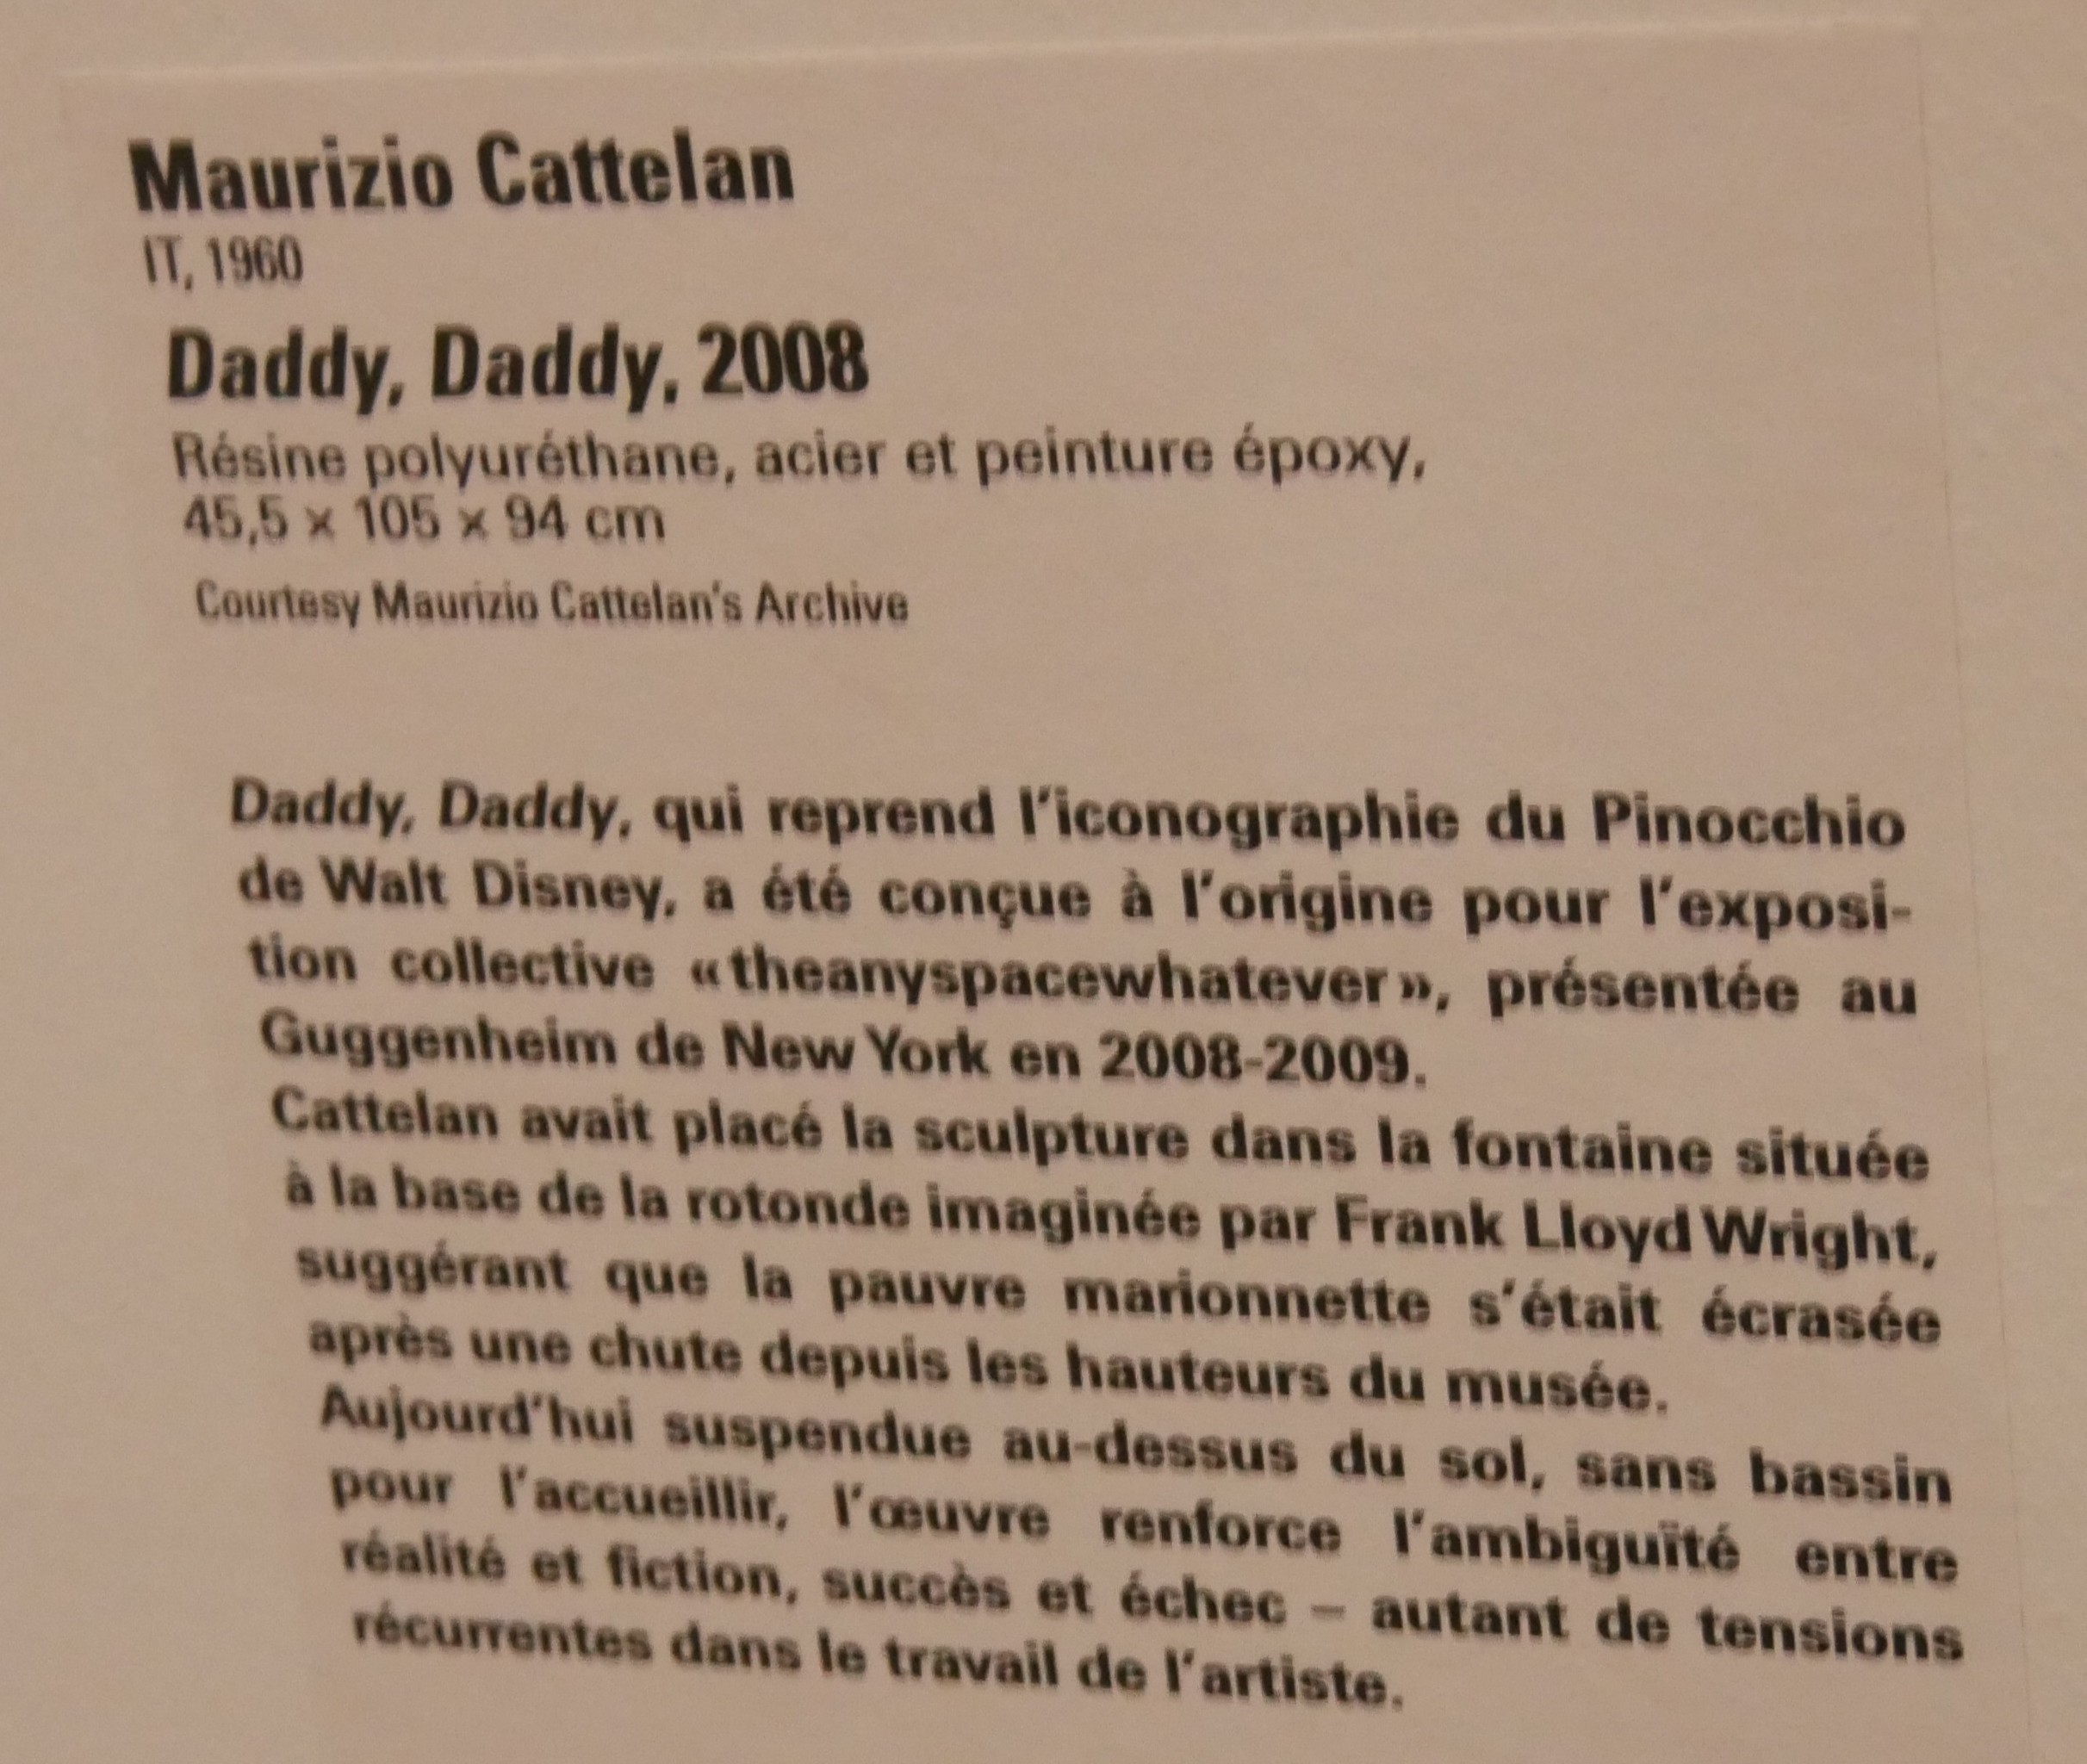 Maurizio Cattelan
IT, 1960
Daddy, Daddy, 2008
Résine polyuréthane, acier et peinture époxy,
45,5 × 105 × 94 cm
Courtesy Maurizio Cattelan's Archive
Daddy, Daddy, qui reprend l'iconographie du Pinocchio
de Walt Disney, a été conçue à l'origine pour l'exposi-
tion collective «theanyspacewhatever», présentée au
Guggenheim de New York en 2008-2009.
Cattelan avait placé la sculpture dans la fontaine située
à la base de la rotonde imaginée par Frank Lloyd Wright,
suggérant que la pauvre marionnette s'était écrasée
après une chute depuis les hauteurs du musée.
Aujourd'hui suspendue au-dessus du sol, sans bassin
pour l'accueillir, l'œuvre renforce l'ambiguïté entre
réalité et fiction, succès et échec – autant de tensions
récurrentes dans le travail de l'artiste.